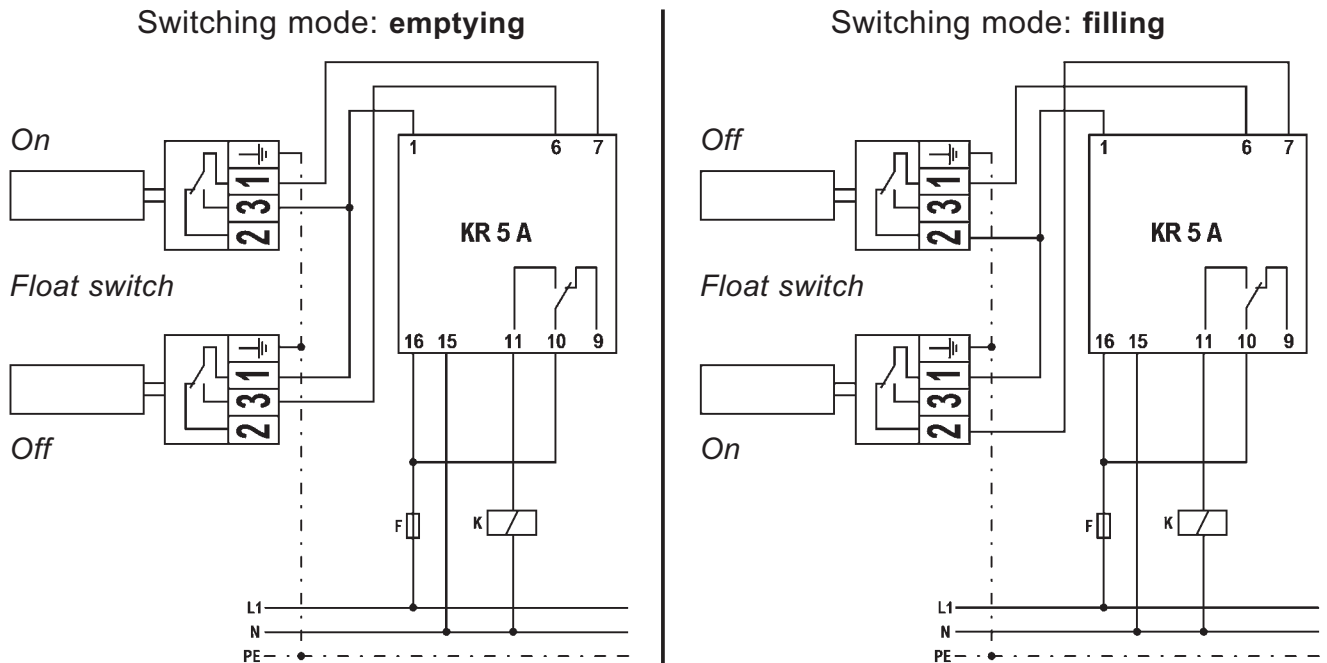 Switching mode: emptying
On
1
3
2
Float switch
1
3
2
Off
1 6 7
KR 5 A
16 15 11 10 9
F K
L1
N
PE
Switching mode: filling
Off
1
3
2
Float switch
1
3
2
On
1 6 7
KR 5 A
16 15 11 10 9
F K
L1
N
PE